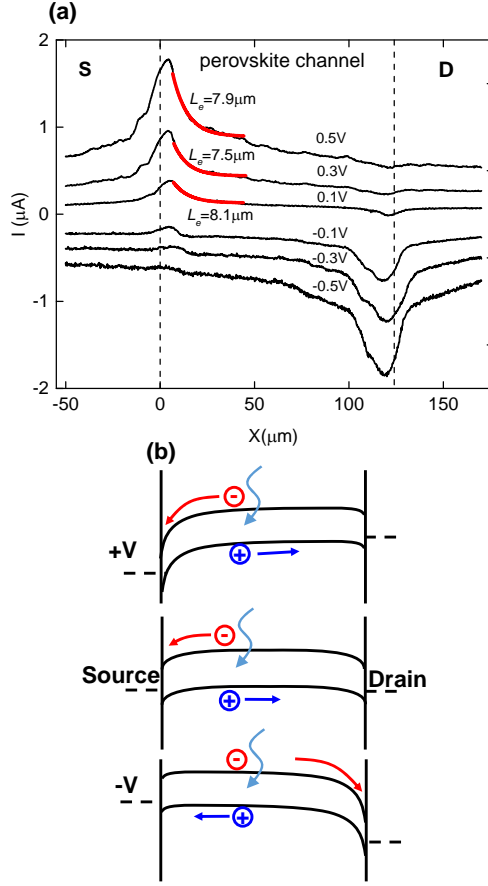 (a)
2
1
0
-1
-2
I (μA)
S
perovskite channel
D
Le=7.9μm
0.5V
Le=7.5μm
0.3V
0.1V
Le=8.1μm
-0.1V
-0.3V
-0.5V
-50
0
50
100
150
X(μm)
(b)
-
+V
+
-
Source
Drain
+
-
-V
+